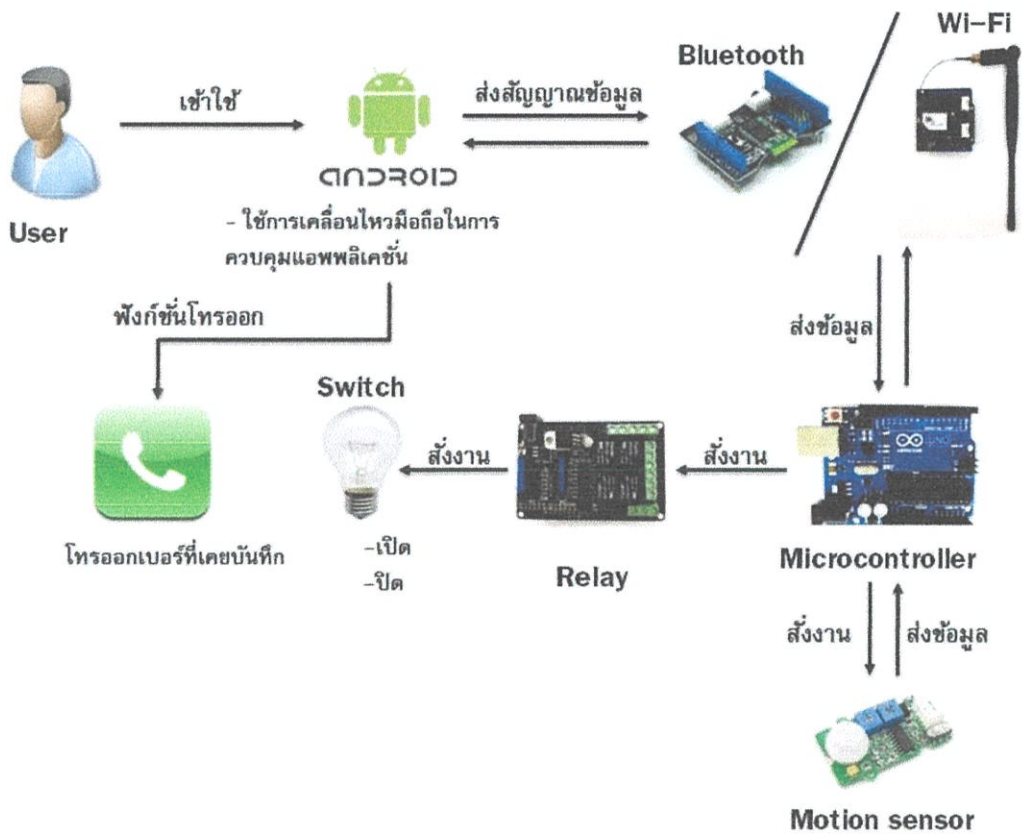 Wi-Fi
Bluetooth
เข้าใช้
ส่งสัญญาณข้อมูล
ANDROID
User
- ใช้การเคลื่อนไหวมือถือในการ
ควบคุมแอพพลิเคชั่น
ฟังก์ชั่นโทรออก
ส่งข้อมูล
Switch
สั่งงาน
สั่งงาน
UNO
โทรออกเบอร์ที่เคยบันทึก
-เปิด
-ปิด
Relay
Microcontroller
สั่งงาน
ส่งข้อมูล
Motion sensor